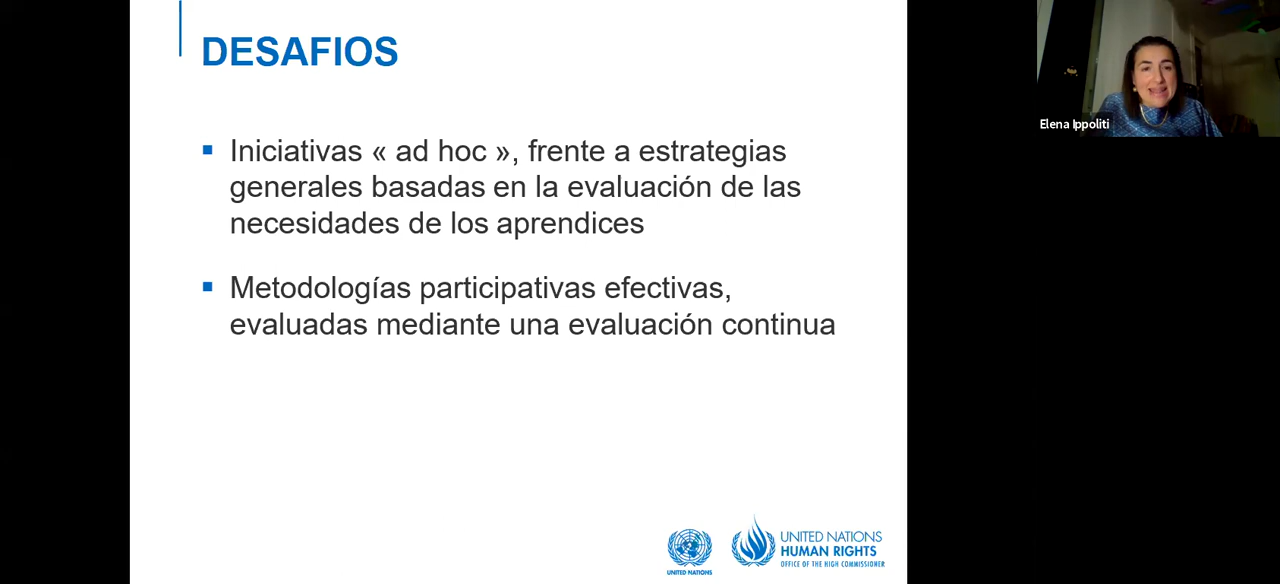 DESAFIOS
▪ Iniciativas « ad hoc », frente a estrategias
generales basadas en la evaluación de las
necesidades de los aprendices
▪ Metodologías participativas efectivas,
evaluadas mediante una evaluación continua
Elena Ippoliti
UNITED NATIONS
UNITED NATIONS
HUMAN RIGHTS
OFFICE OF THE HIGH COMMISSIONER